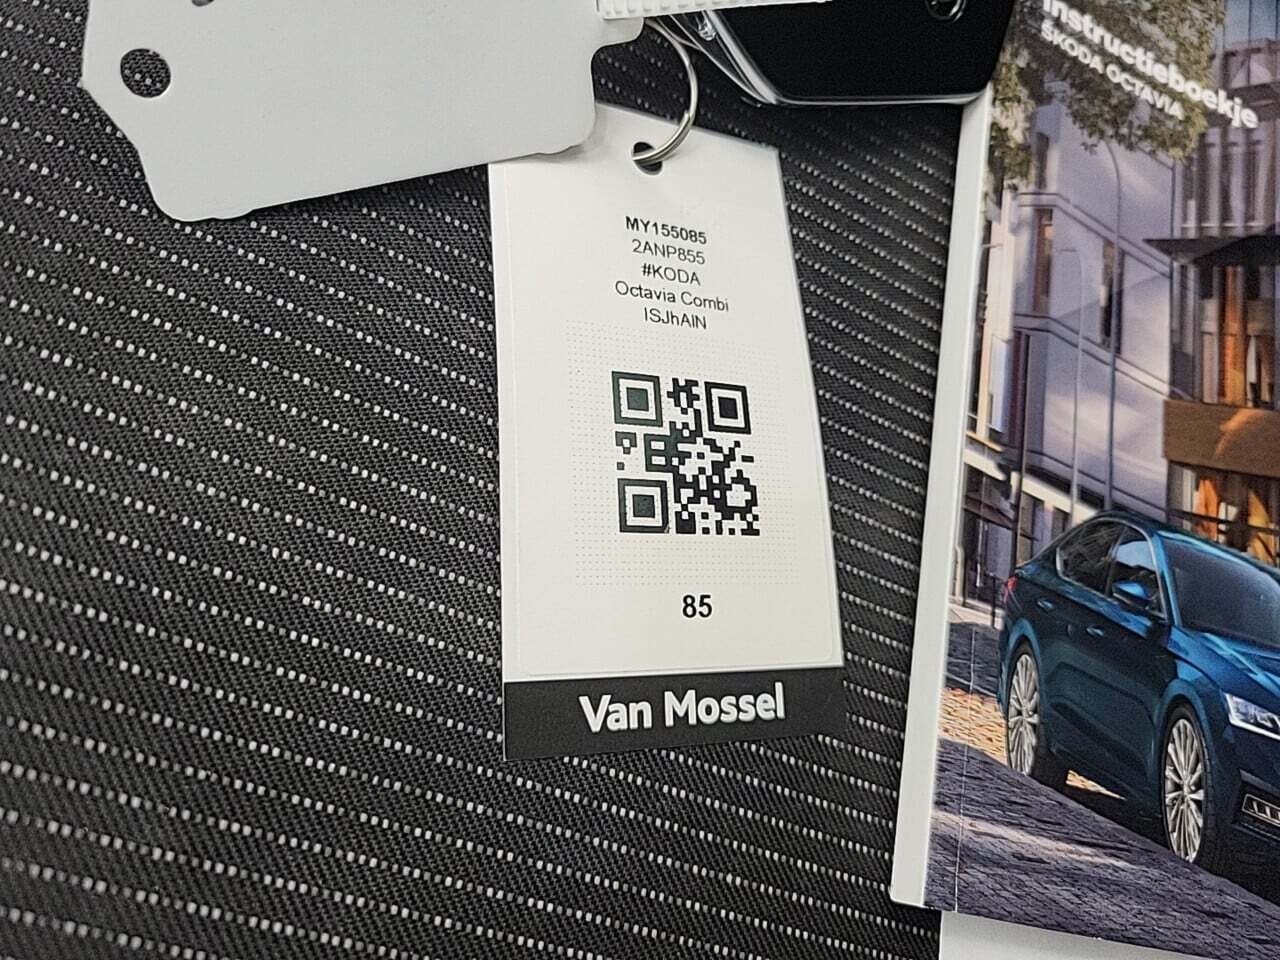 Instructieboekje
ŠKODA OCTAVIA
MY155085
2ANP855
#KODA
Octavia Combi
ISJhAIN
85
Van Mossel